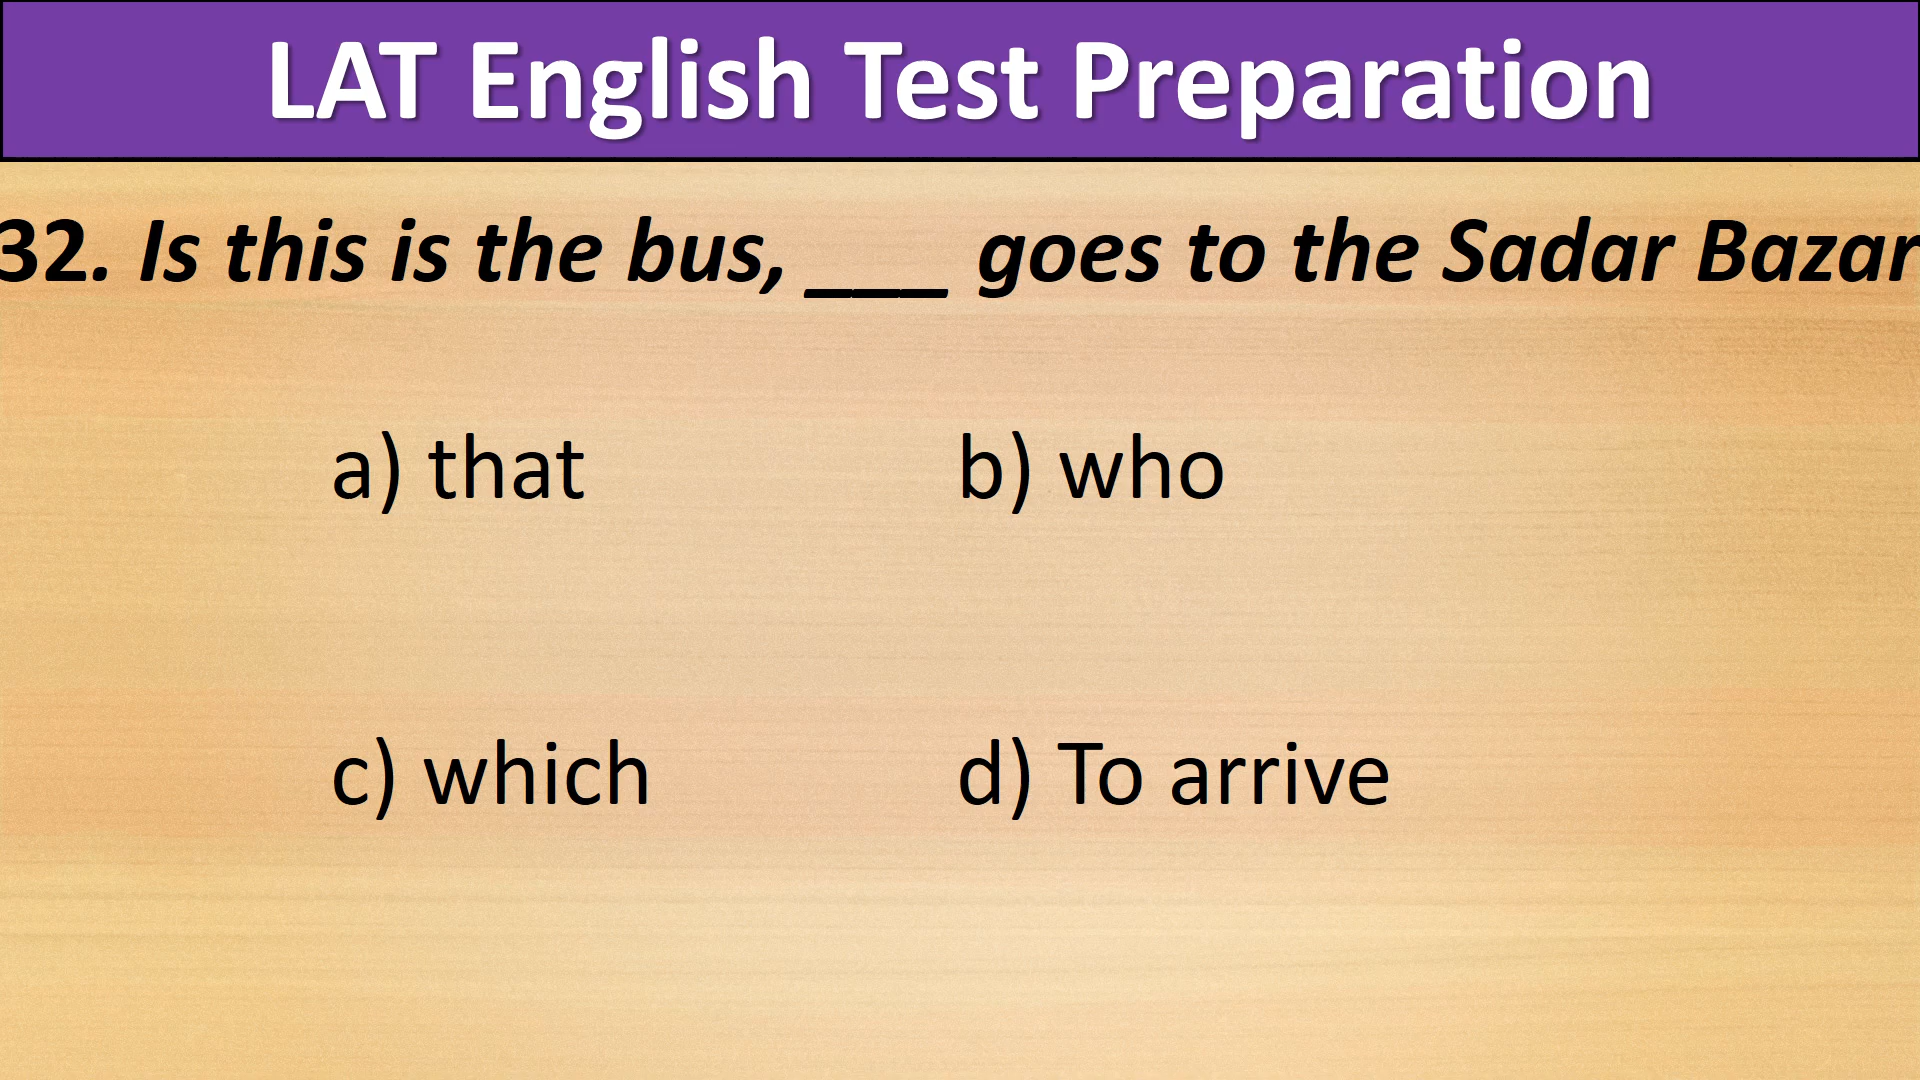 LAT English Test Preparation
32. Is this is the bus, ___ goes to the Sadar Bazar
a) that b) who
c) which d) To arrive